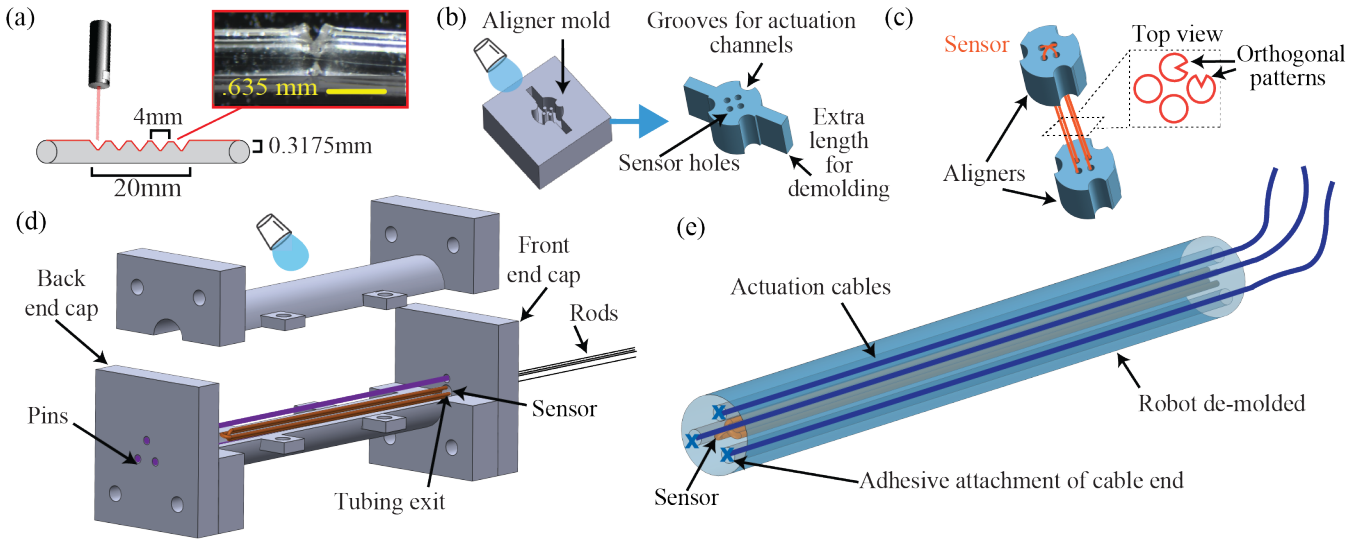 (a)
.635 mm
4mm
0.3175mm
20mm
(b)
Aligner mold
Grooves for actuation
channels
Sensor holes
Extra
length
for
demolding
(c)
Sensor
Top view
Orthogonal
patterns
Aligners
(d)
Back
end cap
Front
end cap
Rods
Pins
Sensor
Tubing exit
(e)
Actuation cables
Robot de-molded
x
x
x
Sensor
Adhesive attachment of cable end